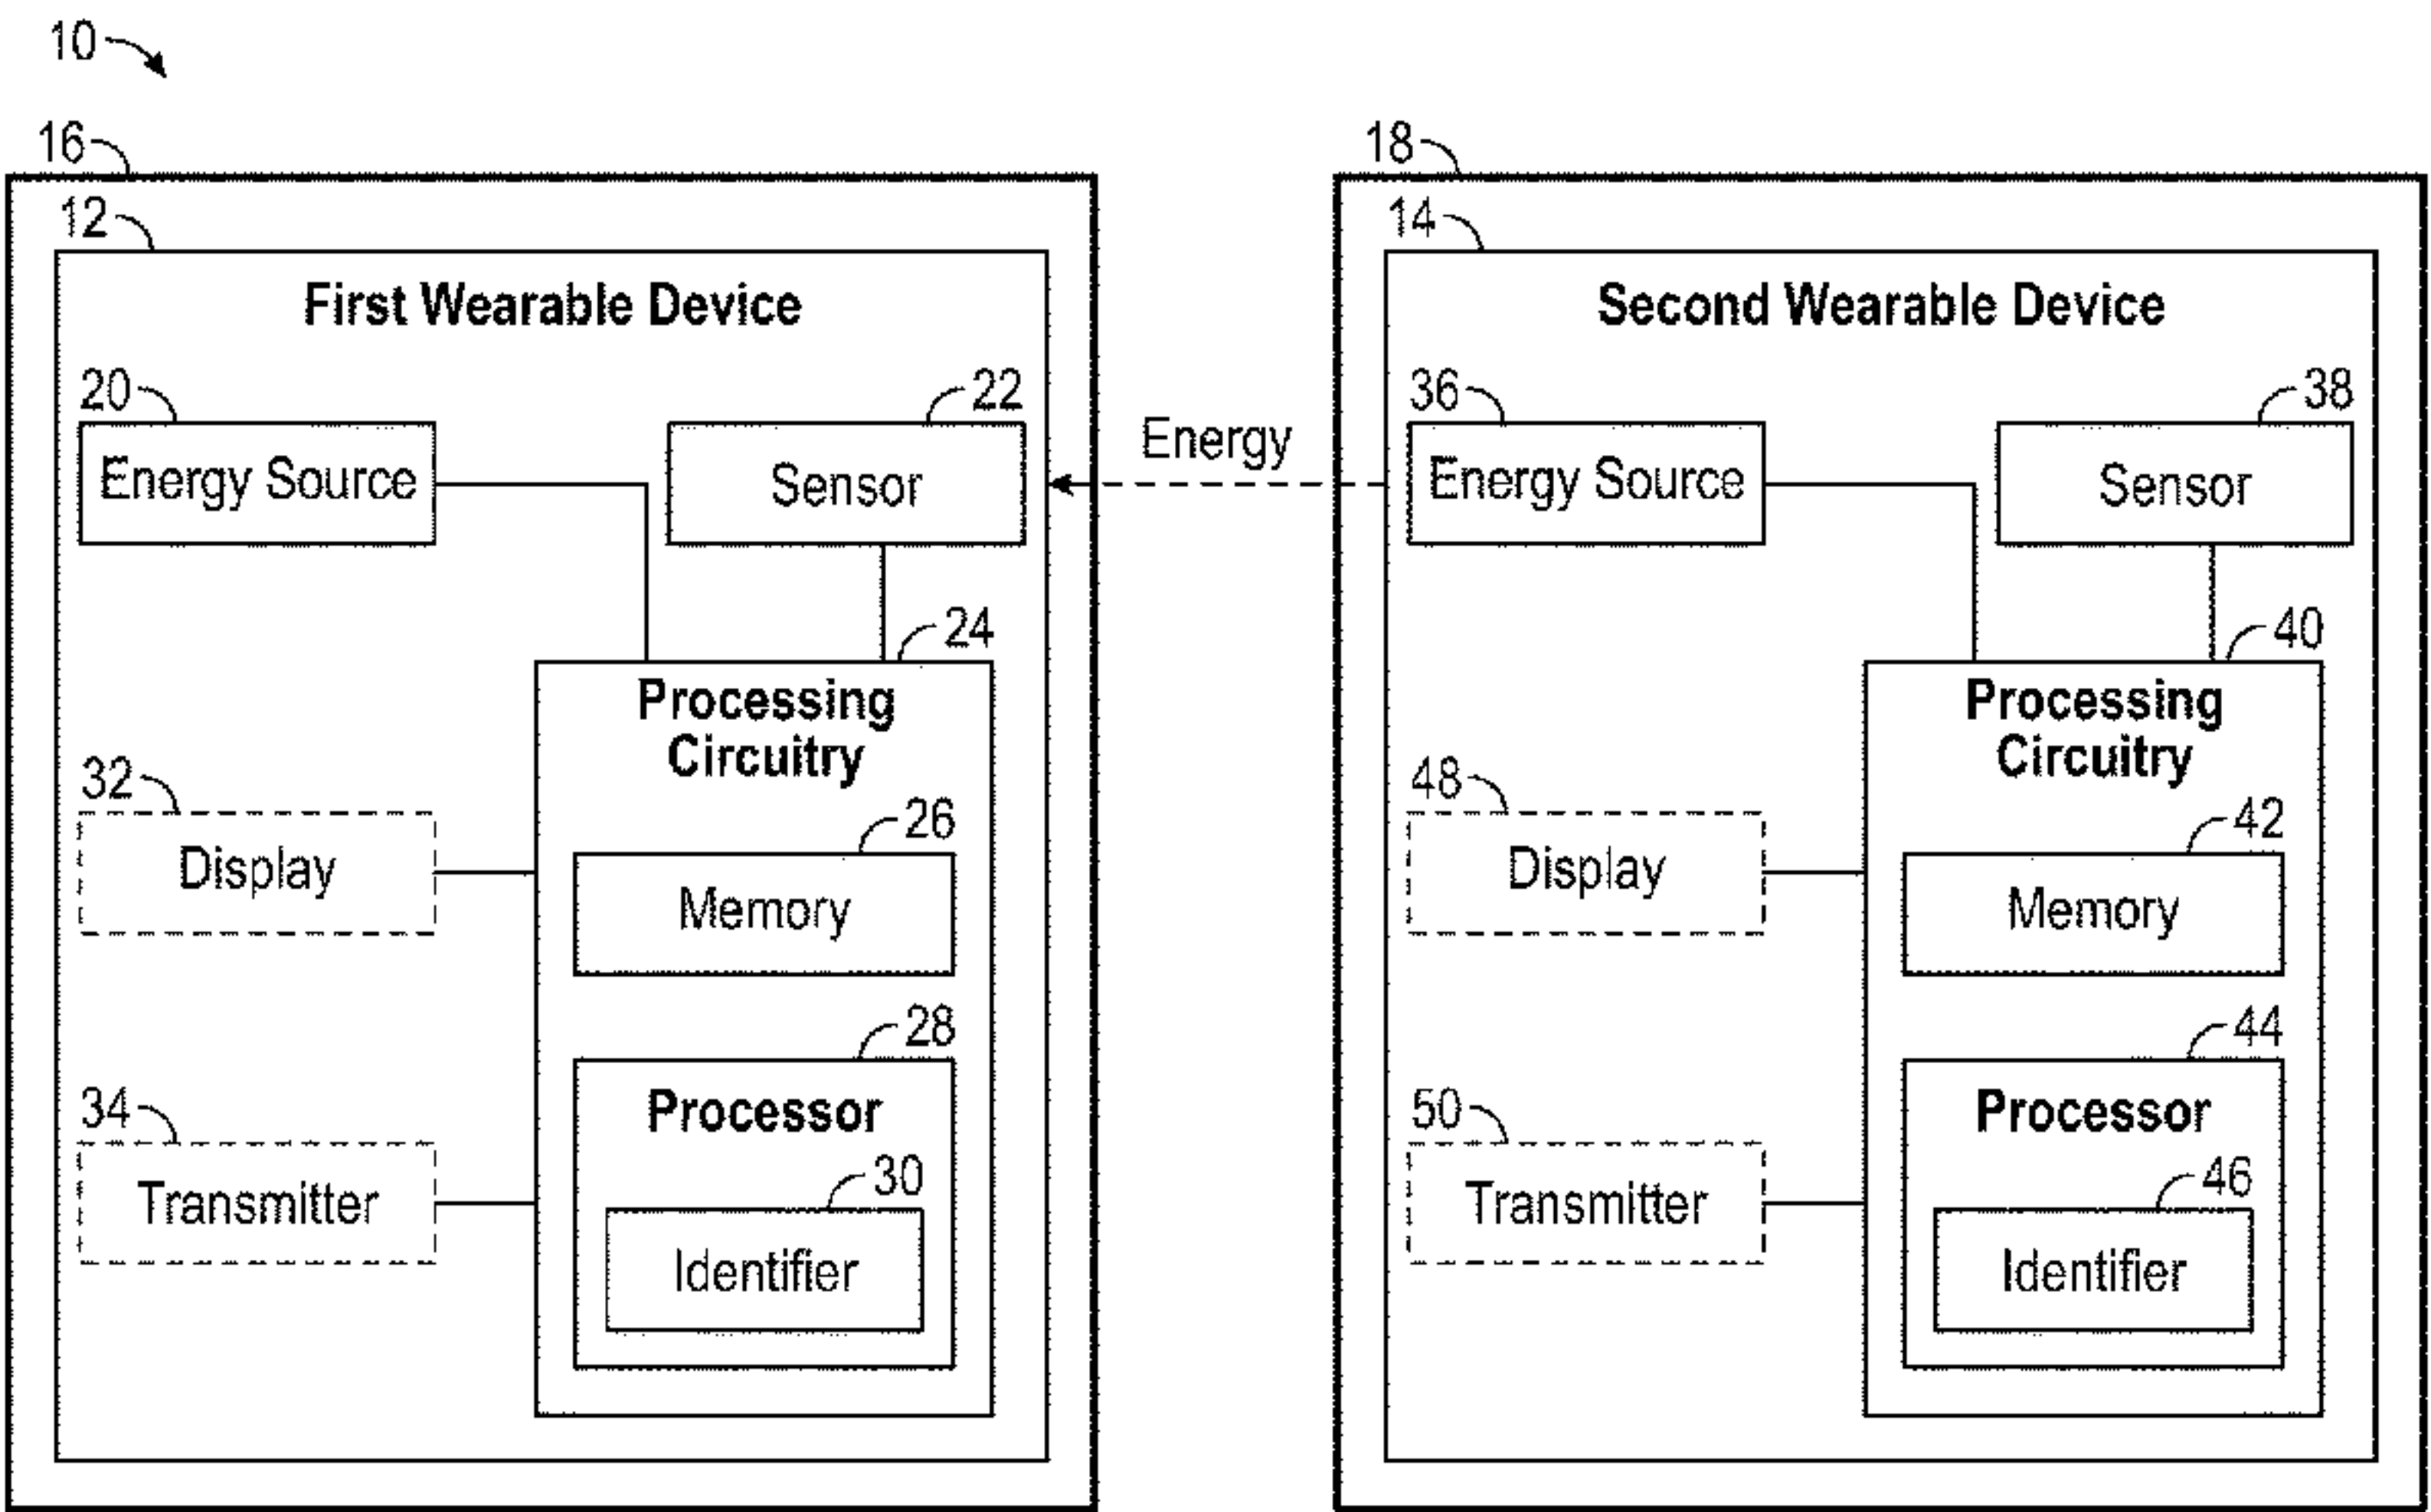 10
16
12
First Wearable Device
20
Energy Source
22
Sensor
24
Processing
Circuitry
26
Memory
28
Processor
30
Identifier
32
Display
34
Transmitter
Energy
18
14
Second Wearable Device
36
Energy Source
38
Sensor
40
Processing
Circuitry
42
Memory
44
Processor
46
Identifier
48
Display
50
Transmitter